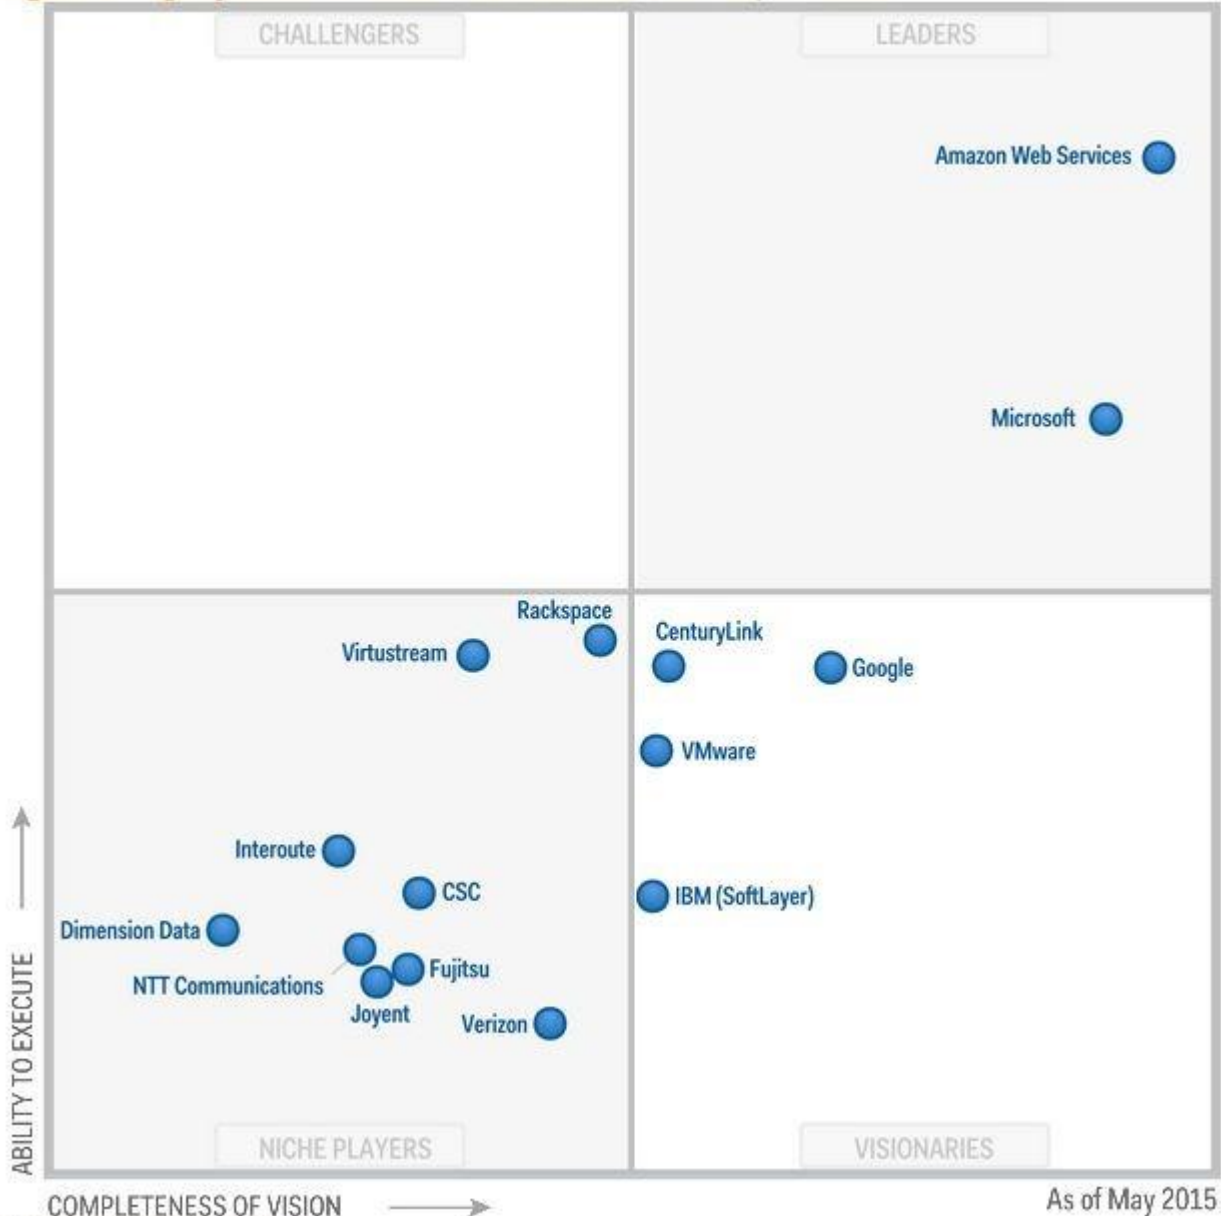 CHALLENGERS
LEADERS
Amazon Web Services
Microsoft
Rackspace
CenturyLink
Virtustream
Google
VMware
Interoute
CSC
IBM (SoftLayer)
Dimension Data
Fujitsu
NTT Communications
Joyent
Verizon
ABILITY TO EXECUTE
NICHE PLAYERS
VISIONARIES
COMPLETENESS OF VISION
As of May 2015